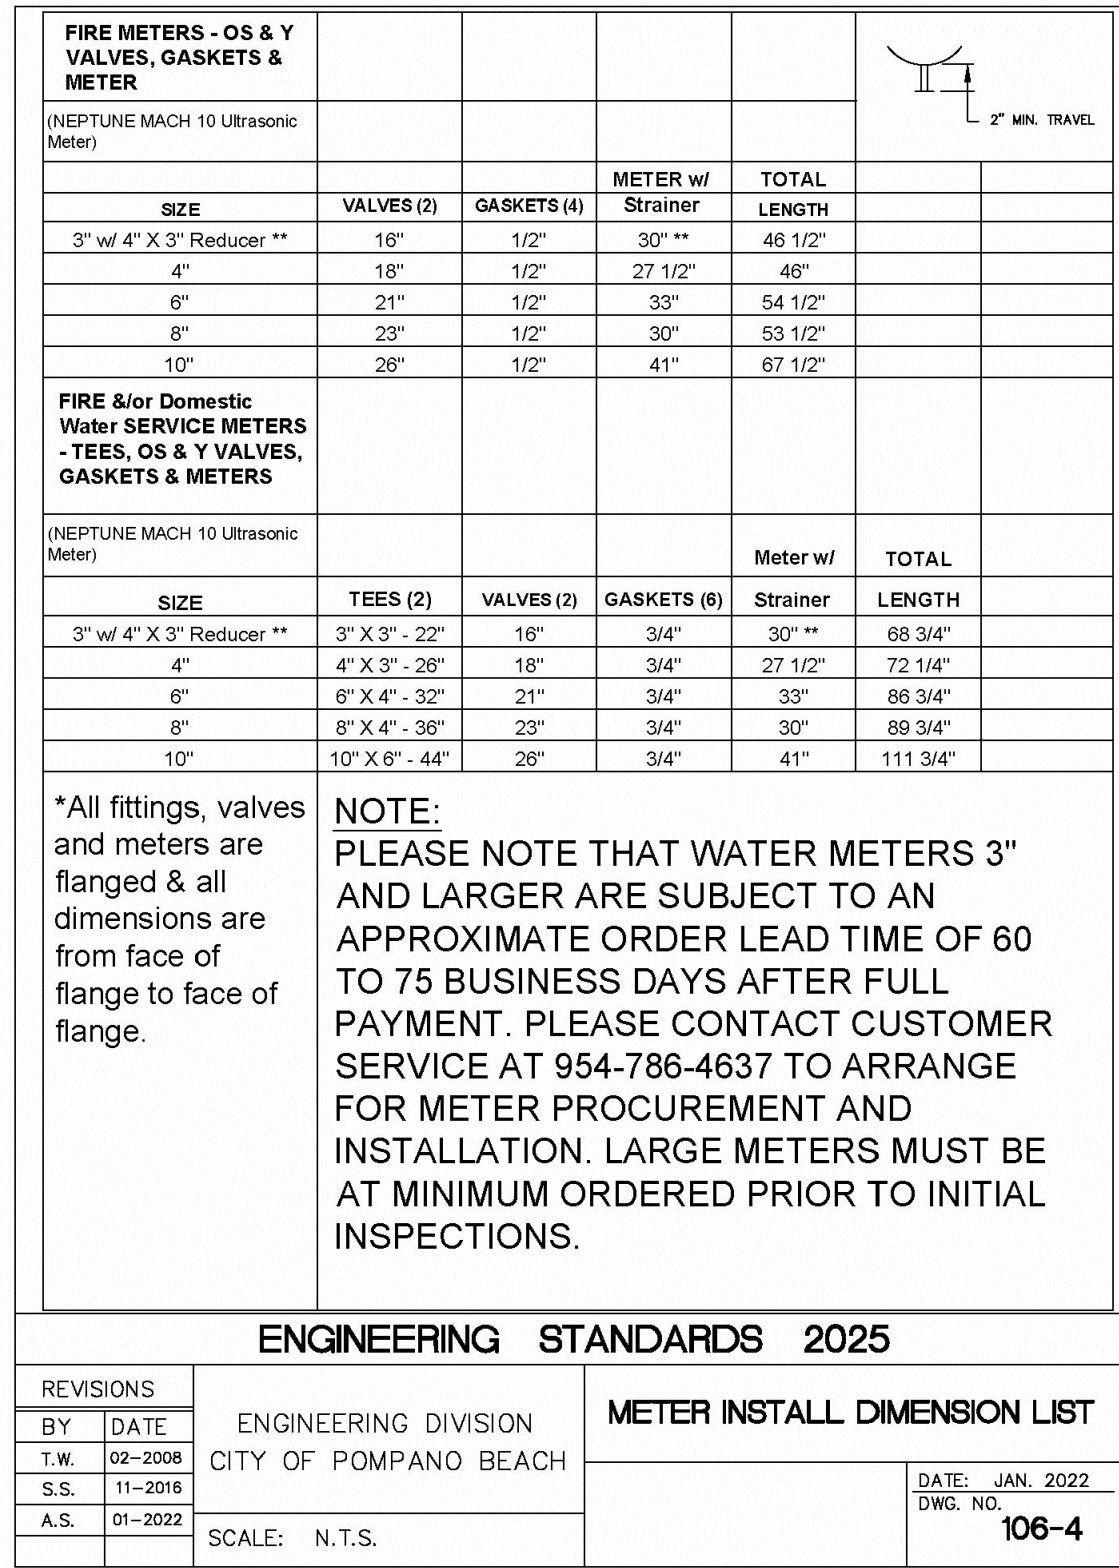 FIRE METERS - OS & Y
VALVES, GASKETS &
METER
2" MIN. TRAVEL
(NEPTUNE MACH 10 Ultrasonic
Meter)
METER w/ TOTAL
SIZE VALVES (2) GASKETS (4) Strainer LENGTH
3" w/ 4" X 3" Reducer ** 16" 1/2" 30" ** 46 1/2"
4" 18" 1/2" 27 1/2" 46"
6" 21" 1/2" 33" 54 1/2"
8" 23" 1/2" 30" 53 1/2"
10" 26" 1/2" 41" 67 1/2"
FIRE &/or Domestic
Water SERVICE METERS
- TEES, OS & Y VALVES,
GASKETS & METERS
(NEPTUNE MACH 10 Ultrasonic
Meter)
Meter w/ TOTAL
SIZE TEES (2) VALVES (2) GASKETS (6) Strainer LENGTH
3" w/ 4" X 3" Reducer ** 3" X 3" - 22" 16" 3/4" 30" ** 68 3/4"
4" 4" X 3" - 26" 18" 3/4" 27 1/2" 72 1/4"
6" 6" X 4" - 32" 21" 3/4" 33" 86 3/4"
8" 8" X 4" - 36" 23" 3/4" 30" 89 3/4"
10" 10" X 6" - 44" 26" 3/4" 41" 111 3/4"
*All fittings, valves
and meters are
flanged & all
dimensions are
from face of
flange to face of
flange.
NOTE:
PLEASE NOTE THAT WATER METERS 3"
AND LARGER ARE SUBJECT TO AN
APPROXIMATE ORDER LEAD TIME OF 60
TO 75 BUSINESS DAYS AFTER FULL
PAYMENT. PLEASE CONTACT CUSTOMER
SERVICE AT 954-786-4637 TO ARRANGE
FOR METER PROCUREMENT AND
INSTALLATION. LARGE METERS MUST BE
AT MINIMUM ORDERED PRIOR TO INITIAL
INSPECTIONS.
ENGINEERING STANDARDS 2025
REVISIONS
BY DATE
T.W. 02-2008
S.S. 11-2016
A.S. 01-2022
ENGINEERING DIVISION
CITY OF POMPANO BEACH
SCALE: N.T.S.
METER INSTALL DIMENSION LIST
DATE: JAN. 2022
DWG. NO.
106-4